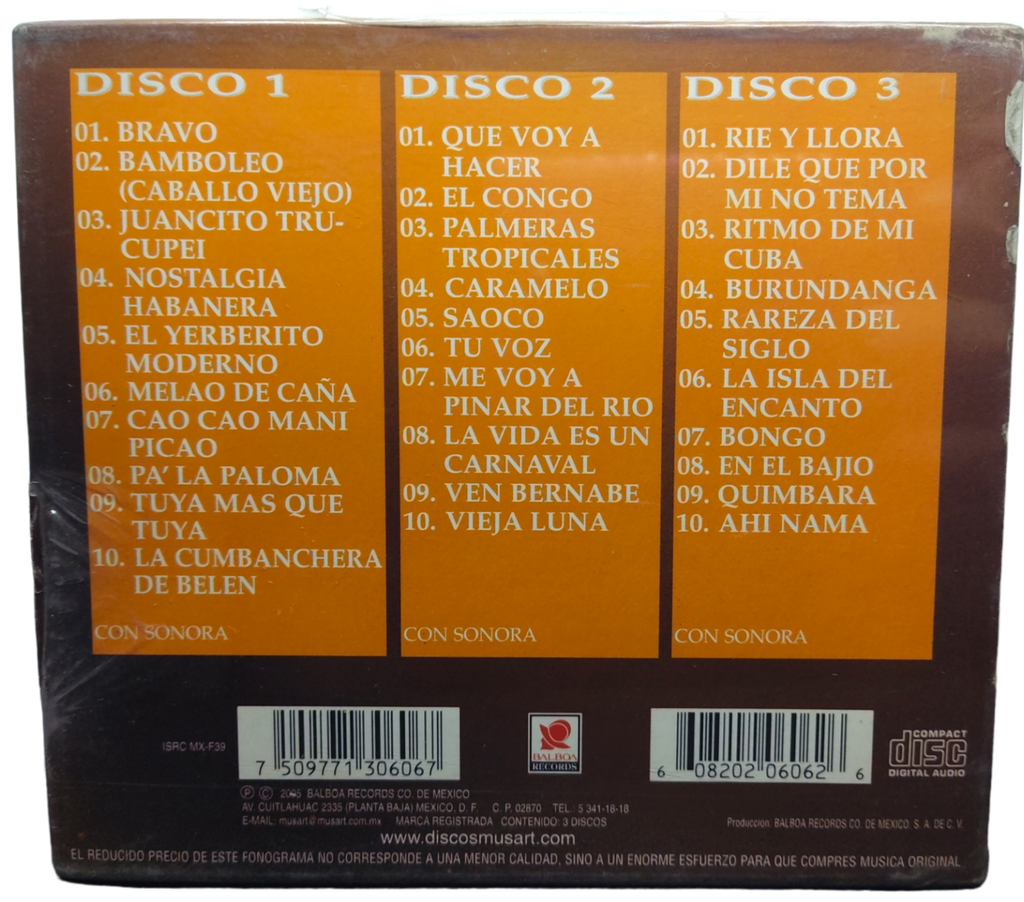 DISCO 1
01. BRAVO
02. BAMBOLEO
(CABALLO VIEJO)
03. JUANCITO TRU-
CUPEI
04. NOSTALGIA
HABANERA
05. EL YERBERITO
MODERNO
06. MELAO DE CAÑA
07. CAO CAO MANI
PICAO
08. PA' LA PALOMA
09. TUYA MAS QUE
TUYA
10. LA CUMBANCHERA
DE BELEN
CON SONORA
DISCO 2
01. QUE VOY A
HACER
02. EL CONGO
03. PALMERAS
TROPICALES
04. CARAMELO
05. SAOCO
06. TU VOZ
07. ME VOY A
PINAR DEL RIO
08. LA VIDA ES UN
CARNAVAL
09. VEN BERNABE
10. VIEJA LUNA
CON SONORA
DISCO 3
01. RIE Y LLORA
02. DILE QUE POR
MI NO TEMA
03. RITMO DE MI
CUBA
04. BURUNDANGA
05. RAREZA DEL
SIGLO
06. LA ISLA DEL
ENCANTO
07. BONGO
08. EN EL BAJIO
09. QUIMBARA
10. AHI NAMA
CON SONORA
ISRC MX-F39
7 509771 306067
BALBOA
RECORDS
6 08202 06062 6
COMPACT
disc
DIGITAL AUDIO
Ⓟ Ⓒ 2005 BALBOA RECORDS CO. DE MEXICO
AV. CUITLAHUAC 2335 (PLANTA BAJA) MEXICO, D. F. C. P. 02870 TEL.: 5 341-18-18
E-MAIL: musart@musart.com.mx MARCA REGISTRADA CONTENIDO: 3 DISCOS
www.discosmusart.com
Produccion: BALBOA RECORDS CO. DE MEXICO, S. A. DE C. V.
EL REDUCIDO PRECIO DE ESTE FONOGRAMA NO CORRESPONDE A UNA MENOR CALIDAD, SINO A UN ENORME ESFUERZO PARA QUE COMPRES MUSICA ORIGINAL